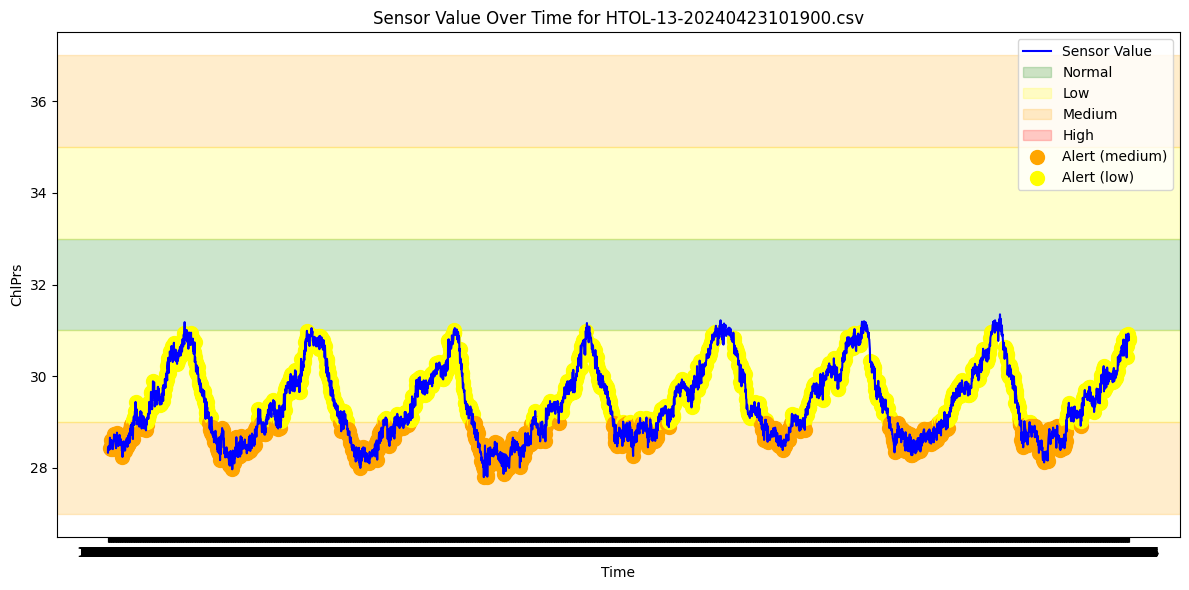 Sensor Value Over Time for HTOL-13-20240423101900.csv
Sensor Value
Normal
Low
Medium
High
Alert (medium)
Alert (low)
36
34
32
30
28
ChlPrs
Time